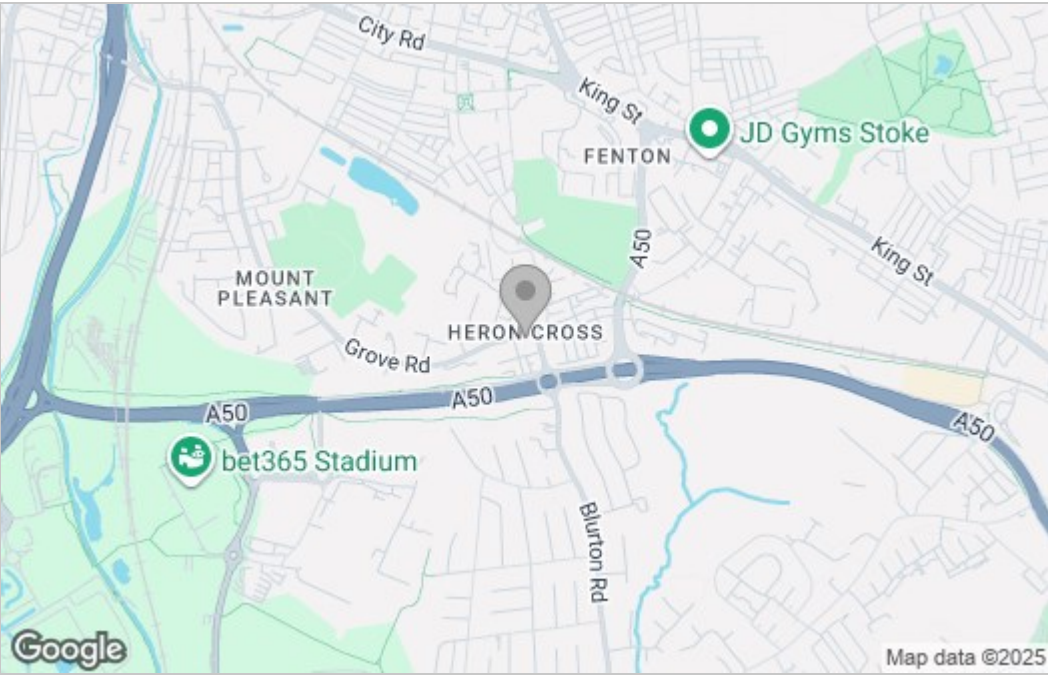 City Rd
King St
JD Gyms Stoke
FENTON
A50
King St
MOUNT
PLEASANT
HERON CROSS
Grove Rd
A50
A50
A50
bet365 Stadium
Blurton Rd
Google
Map data ©2025